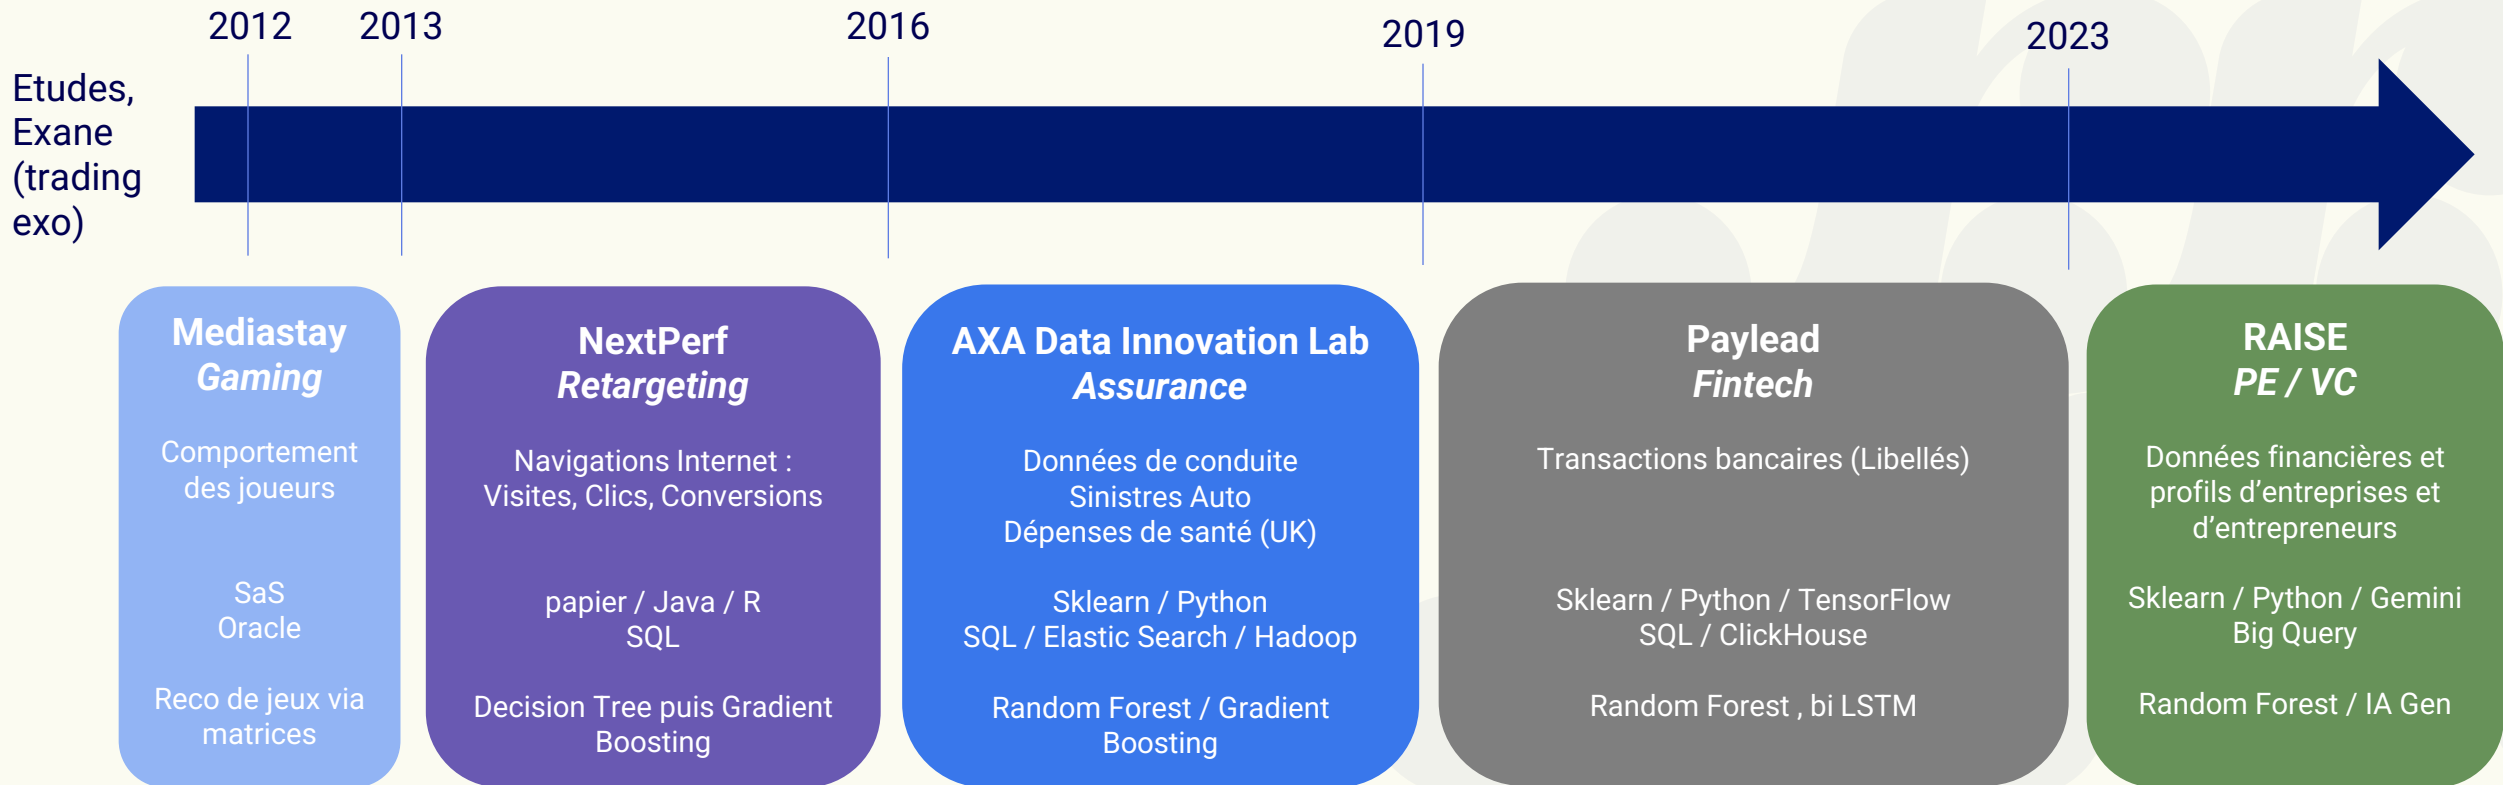 2012
2013
2016
2019
2023
Etudes,
Exane
(trading
exo)
Mediastay
Gaming
Comportement
des joueurs
SaS
Oracle
Reco de jeux via
matrices
NextPerf
Retargeting
Navigations Internet :
Visites, Clics, Conversions
papier / Java / R
SQL
Decision Tree puis Gradient
Boosting
AXA Data Innovation Lab
Assurance
Données de conduite
Sinistres Auto
Dépenses de santé (UK)
Sklearn / Python
SQL / Elastic Search / Hadoop
Random Forest / Gradient
Boosting
Paylead
Fintech
Transactions bancaires (Libellés)
Sklearn / Python / TensorFlow
SQL / ClickHouse
Random Forest , bi LSTM
RAISE
PE / VC
Données financières et
profils d’entreprises et
d’entrepreneurs
Sklearn / Python / Gemini
Big Query
Random Forest / IA Gen